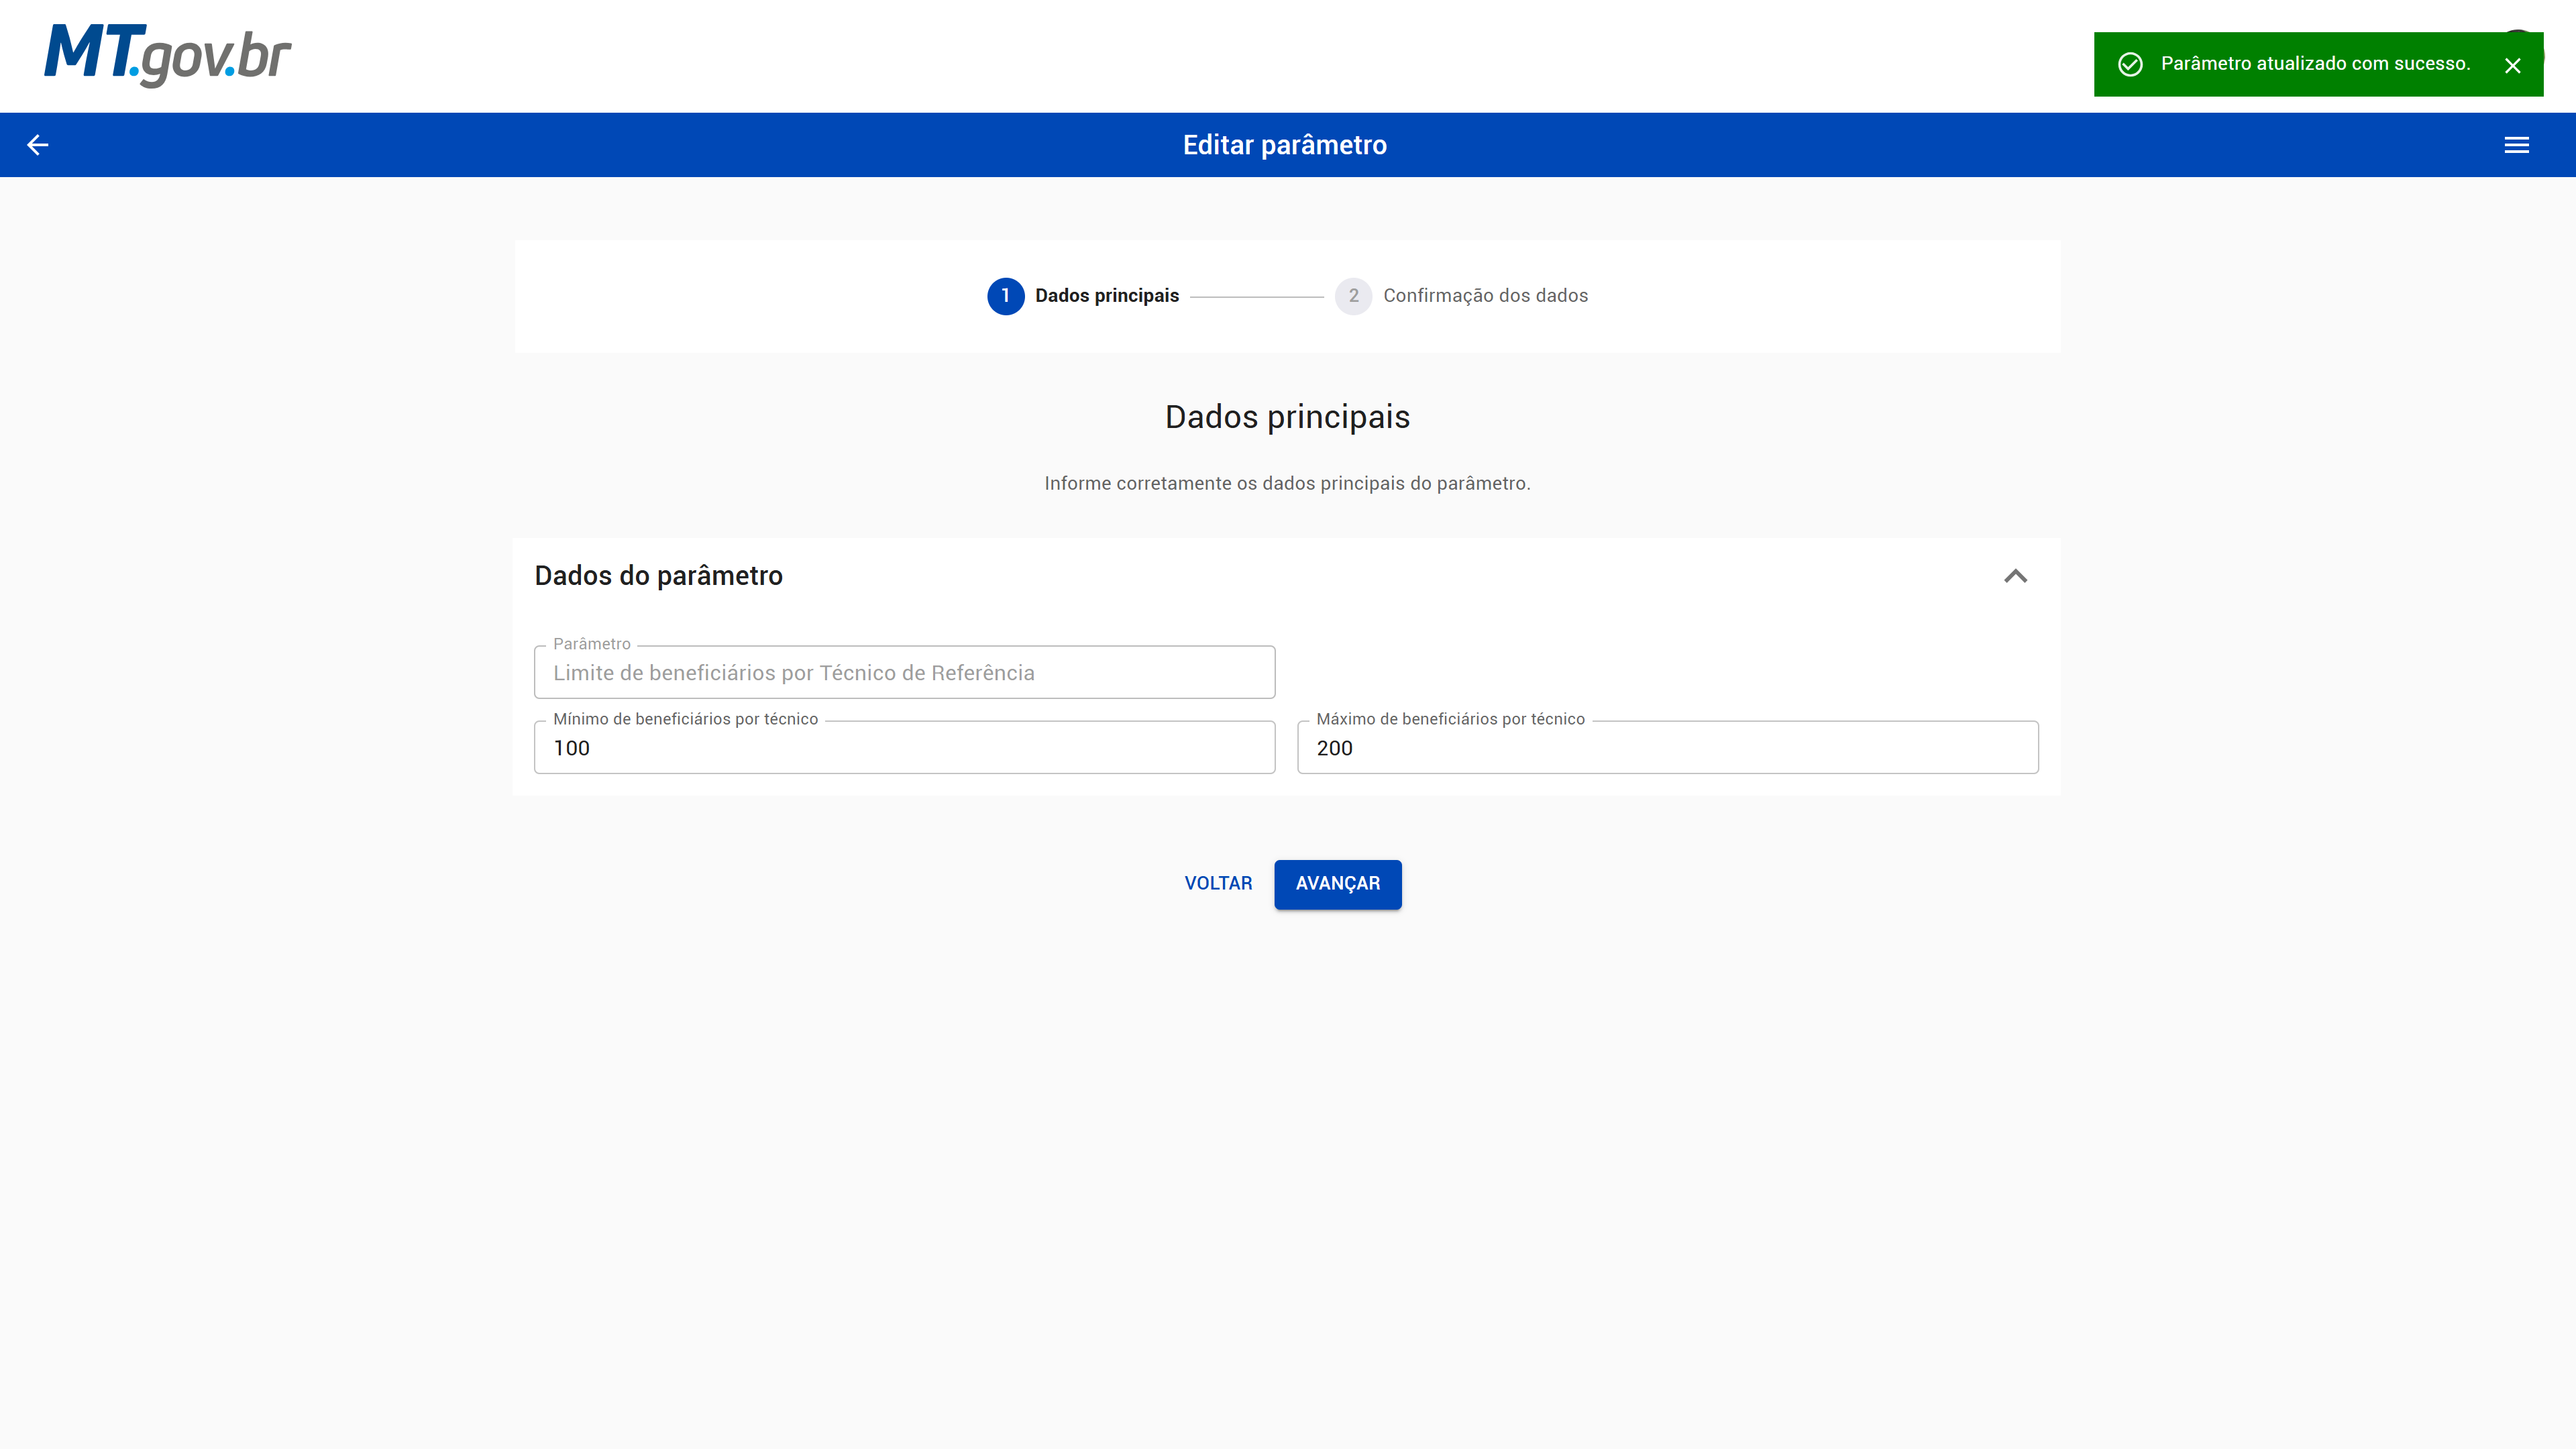 MT.gov.br
Parâmetro atualizado com sucesso.
Editar parâmetro
1 Dados principais 2 Confirmação dos dados
Dados principais
Informe corretamente os dados principais do parâmetro.
Dados do parâmetro
Parâmetro
Limite de beneficiários por Técnico de Referência
Mínimo de beneficiários por técnico Máximo de beneficiários por técnico
100 200
VOLTAR AVANÇAR